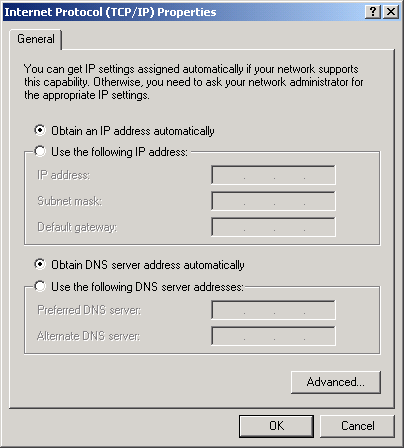 Internet Protocol (TCP/IP) Properties
General
You can get IP settings assigned automatically if your network supports
this capability. Otherwise, you need to ask your network administrator for
the appropriate IP settings.
Obtain an IP address automatically
Use the following IP address:
IP address:
Subnet mask:
Default gateway:
Obtain DNS server address automatically
Use the following DNS server addresses:
Preferred DNS server:
Alternate DNS server:
Advanced...
OK Cancel